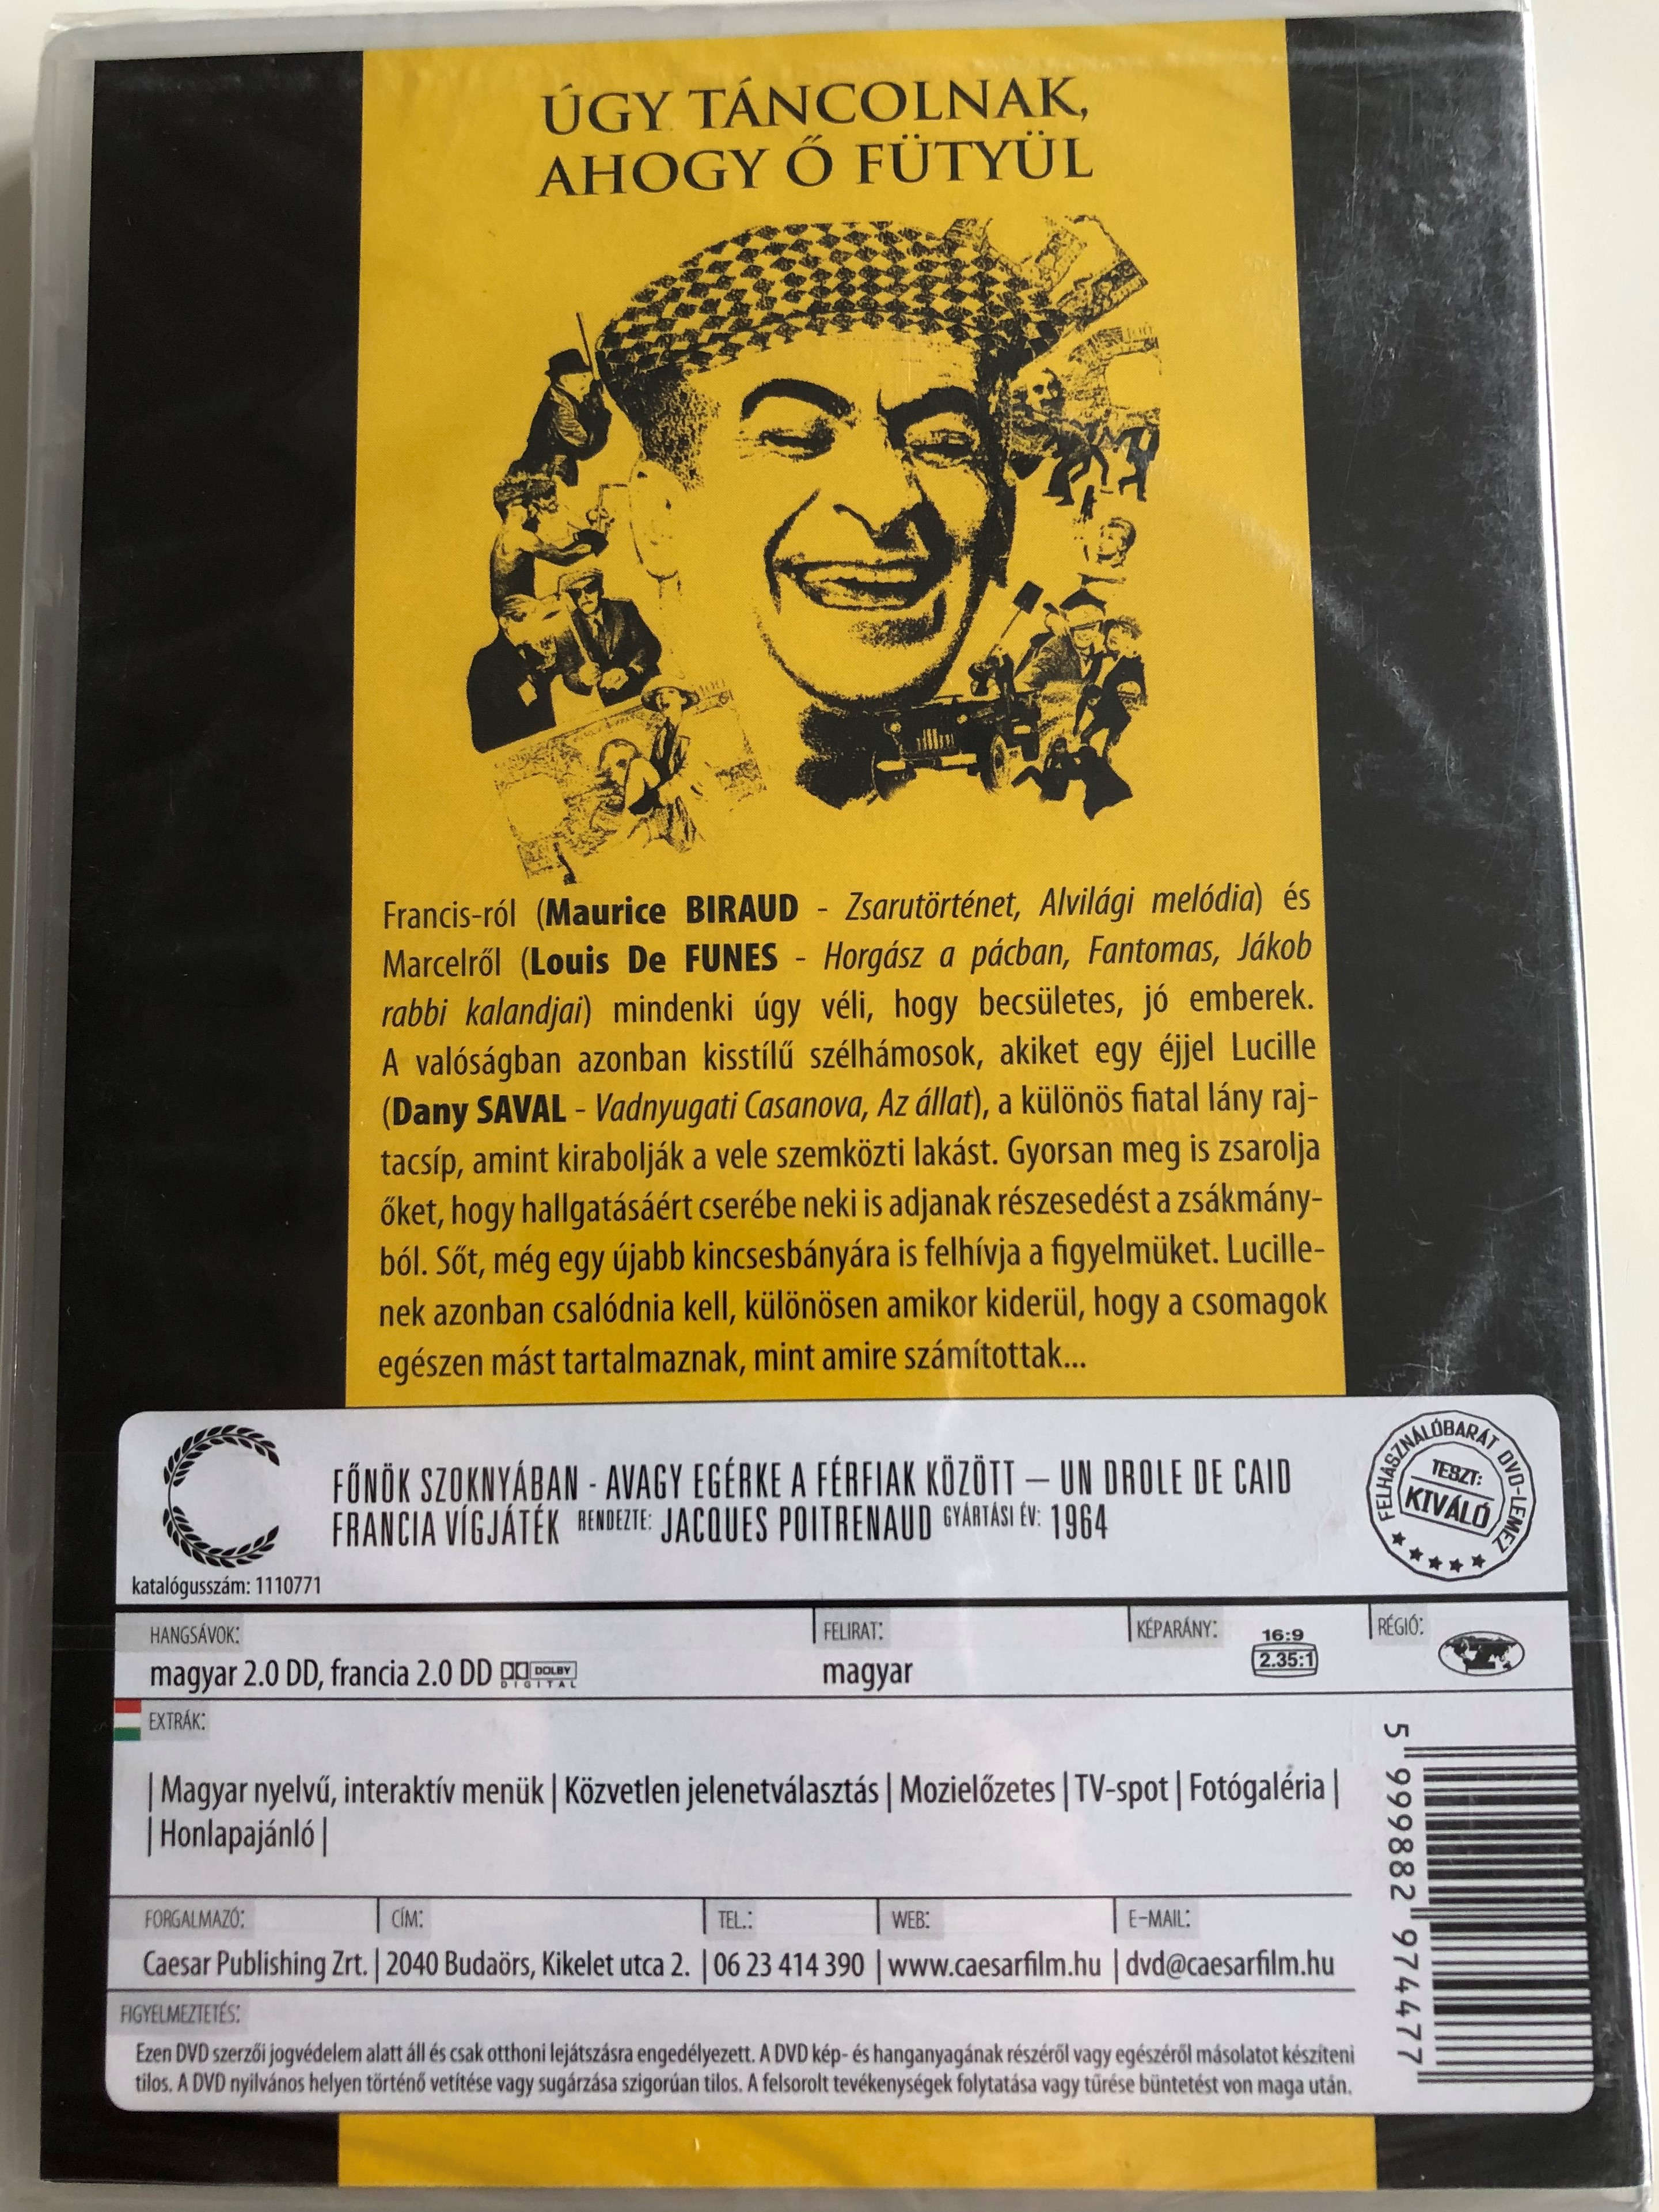 ÚGY TÁNCOLNAK,
AHOGY Ő FÜTYÜL
Francis-ról (Maurice BIRAUD - Zsarutörténet, Alvilági melódia) és
Marcelről (Louis De FUNES - Horgász a pácban, Fantomas, Jákob
rabbi kalandjai) mindenki úgy véli, hogy becsületes, jó emberek.
A valóságban azonban kisstílű szélhámosok, akiket egy éjjel Lucille
(Dany SAVAL - Vadnyugati Casanova, Az állat), a különös fiatal lány raj-
tacsíp, amint kirabolják a vele szemközti lakást. Gyorsan meg is zsarolja
őket, hogy hallgatásáért cserébe neki is adjanak részesedést a zsákmány-
ból. Sőt, még egy újabb kincsesbányára is felhívja a figyelmüket. Lucille-
nek azonban csalódnia kell, különösen amikor kiderül, hogy a csomagok
egészen mást tartalmaznak, mint amire számítottak...
FŐNÖK SZOKNYÁBAN - AVAGY EGÉRKE A FÉRFIAK KÖZÖTT – UN DROLE DE CAID
FRANCIA VÍGJÁTÉK RENDEZTE: JACQUES POITRENAUD GYÁRTÁSI ÉV: 1964
FELHASZNÁLÓBARÁT DVD-LEMEZ
TESZT:
KIVÁLÓ
katalógusszám: 1110771
HANGSÁVOK: FELIRAT: KÉPARÁNY: 16:9 RÉGIÓ:
magyar 2.0 DD, francia 2.0 DD DOLBY magyar 2.35:1
DIGITAL
EXTRÁK:
| Magyar nyelvű, interaktív menük | Közvetlen jelenetválasztás | Mozielőzetes | TV-spot | Fotógaléria |
| Honlapajánló |
5 999882 974477
FORGALMAZÓ: CÍM: TEL.: WEB: E-MAIL:
Caesar Publishing Zrt. | 2040 Budaörs, Kikelet utca 2. | 06 23 414 390 | www.caesarfilm.hu | dvd@caesarfilm.hu
FIGYELMEZTETÉS:
Ezen DVD szerzői jogvédelem alatt áll és csak otthoni lejátszásra engedélyezett. A DVD kép- és hanganyagának részéről vagy egészéről másolatot készíteni
tilos. A DVD nyilvános helyen történő vetítése vagy sugárzása szigorúan tilos. A felsorolt tevékenységek folytatása vagy tűrése büntetést von maga után.